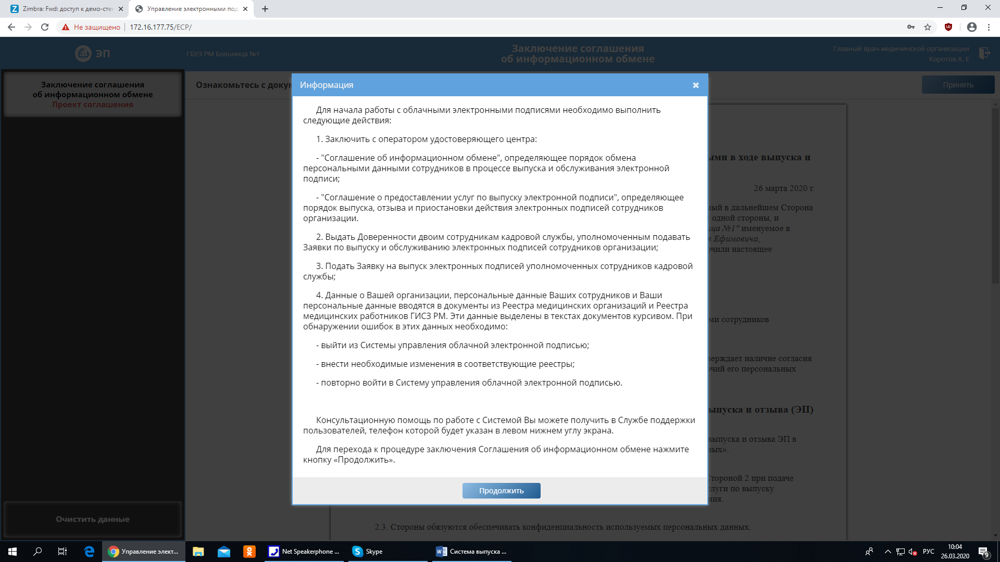 Zimbra: Fwd: доступ к демо-сте
Управление электронными под
Не защищено
172.16.177.75/ECP/
ЭП
ГБУЗ РМ Больница №1
Заключение соглашения
об информационном обмене
Главный врач медичинской организации
Коротов А. Е
Заключение соглашения
об информационном обмене
Проект соглашения
Ознакомьтесь с докум
Принять
Информация
Для начала работы с облачными электронными подписями необходимо выполнить
следующие действия:
1. Заключить с оператором удостоверяющего центра:
- "Соглашение об информационном обмене", определяющее порядок обмена
персональными данными сотрудников в процессе выпуска и обслуживания электронной
подписи;
- "Соглашение о предоставлении услуг по выпуску электронной подписи", определяющее
порядок выпуска, отзыва и приостановки действия электронных подписей сотрудников
организации.
2. Выдать Доверенности двоим сотрудникам кадровой службы, уполномоченным подавать
Заявки по выпуску и обслуживанию электронных подписей сотрудников организации;
3. Подать Заявку на выпуск электронных подписей уполномоченных сотрудников кадровой
службы;
4. Данные о Вашей организации, персональные данные Ваших сотрудников и Ваши
персональные данные вводятся в документы из Реестра медицинских организаций и Реестра
медицинских работников ГИСЗ РМ. Эти данные выделены в текстах документов курсивом. При
обнаружении ошибок в этих данных необходимо:
- выйти из Системы управления облачной электронной подписью;
- внести необходимые изменения в соответствующие реестры;
- повторно войти в Систему управления облачной электронной подписью.
Консультационную помощь по работе с Системой Вы можете получить в Службе поддержки
пользователей, телефон которой будет указан в левом нижнем углу экрана.
Для перехода к процедуре заключения Соглашения об информационном обмене нажмите
кнопку «Продолжить».
Продолжить
ыми в ходе выпуска и
26 марта 2020 г.
мый в дальнейшем Сторона
с одной стороны, и
ица №1" именуемое в
я Ефимовича,
очили настоящее
ми сотрудников
верждает наличие согласия
очий его персональных
ыпуска и отзыва (ЭП)
выпуска и отзыва ЭП в
ных».
Стороной 2 при подаче
слуги по выпуску
ния.
2.3. Стороны обязуются обеспечивать конфиденциальность используемых персональных данных.
Очистить данные
Управление элект...
Net Speakerphone ...
Skype
Система выпуска ...
РУС
10:04
26.03.2020
9